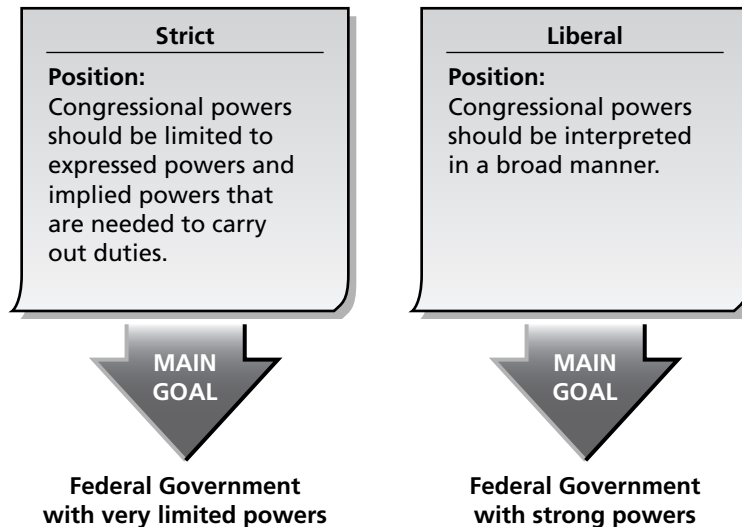 Strict
Position:
Congressional powers
should be limited to
expressed powers and
implied powers that
are needed to carry
out duties.
MAIN
GOAL
Federal Government
with very limited powers
Liberal
Position:
Congressional powers
should be interpreted
in a broad manner.
MAIN
GOAL
Federal Government
with strong powers